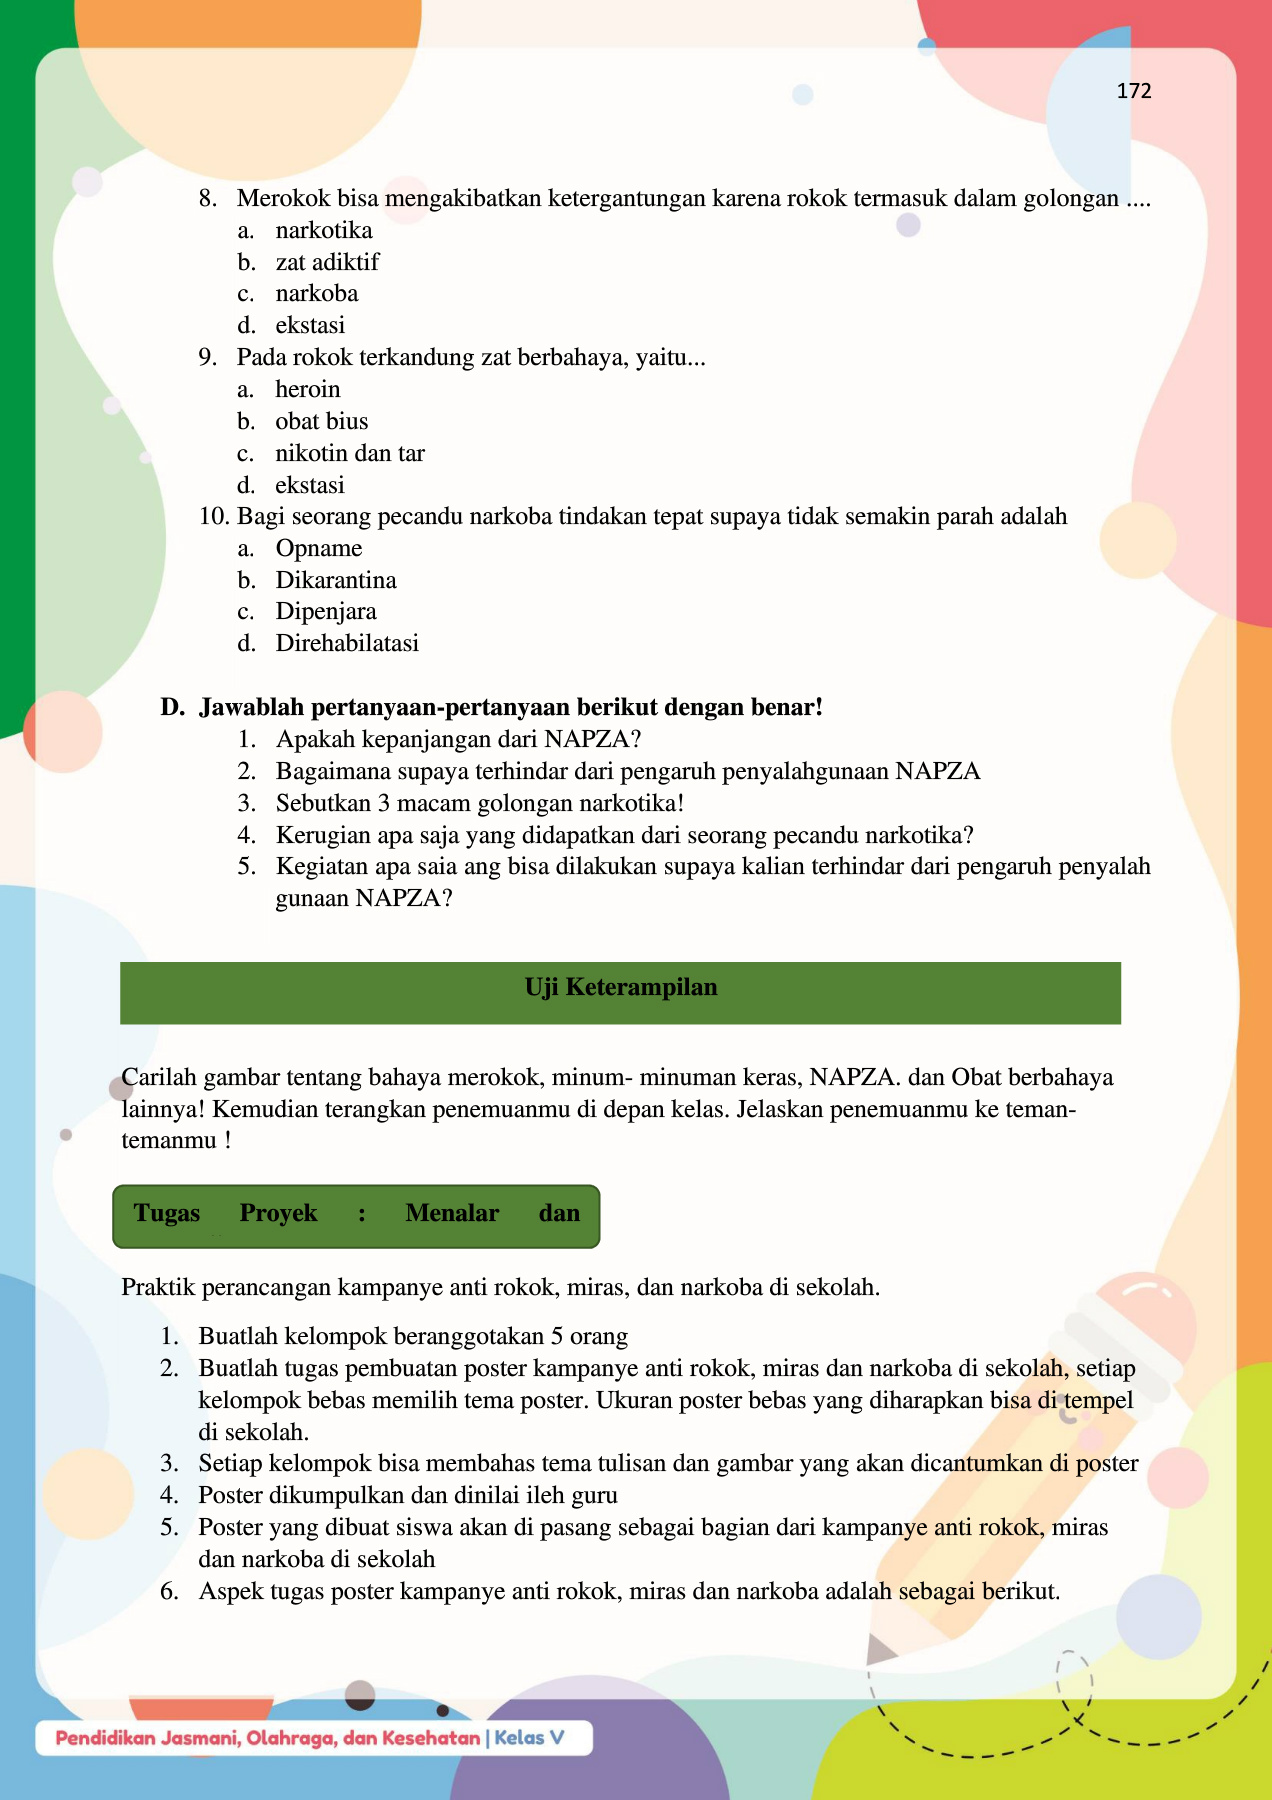 172
8. Merokok bisa mengakibatkan ketergantungan karena rokok termasuk dalam golongan ....
a. narkotika
b. zat adiktif
c. narkoba
d. ekstasi
9. Pada rokok terkandung zat berbahaya, yaitu...
a. heroin
b. obat bius
c. nikotin dan tar
d. ekstasi
10. Bagi seorang pecandu narkoba tindakan tepat supaya tidak semakin parah adalah
a. Opname
b. Dikarantina
c. Dipenjara
d. Direhabilatasi
D. Jawablah pertanyaan-pertanyaan berikut dengan benar!
1. Apakah kepanjangan dari NAPZA?
2. Bagaimana supaya terhindar dari pengaruh penyalahgunaan NAPZA
3. Sebutkan 3 macam golongan narkotika!
4. Kerugian apa saja yang didapatkan dari seorang pecandu narkotika?
5. Kegiatan apa saia ang bisa dilakukan supaya kalian terhindar dari pengaruh penyalah
gunaan NAPZA?
Uji Keterampilan
Carilah gambar tentang bahaya merokok, minum- minuman keras, NAPZA. dan Obat berbahaya
lainnya! Kemudian terangkan penemuanmu di depan kelas. Jelaskan penemuanmu ke teman-
temanmu !
Tugas Proyek : Menalar dan
Praktik perancangan kampanye anti rokok, miras, dan narkoba di sekolah.
1. Buatlah kelompok beranggotakan 5 orang
2. Buatlah tugas pembuatan poster kampanye anti rokok, miras dan narkoba di sekolah, setiap
kelompok bebas memilih tema poster. Ukuran poster bebas yang diharapkan bisa di tempel
di sekolah.
3. Setiap kelompok bisa membahas tema tulisan dan gambar yang akan dicantumkan di poster
4. Poster dikumpulkan dan dinilai ileh guru
5. Poster yang dibuat siswa akan di pasang sebagai bagian dari kampanye anti rokok, miras
dan narkoba di sekolah
6. Aspek tugas poster kampanye anti rokok, miras dan narkoba adalah sebagai berikut.
Pendidikan Jasmani, Olahraga, dan Kesehatan | Kelas V